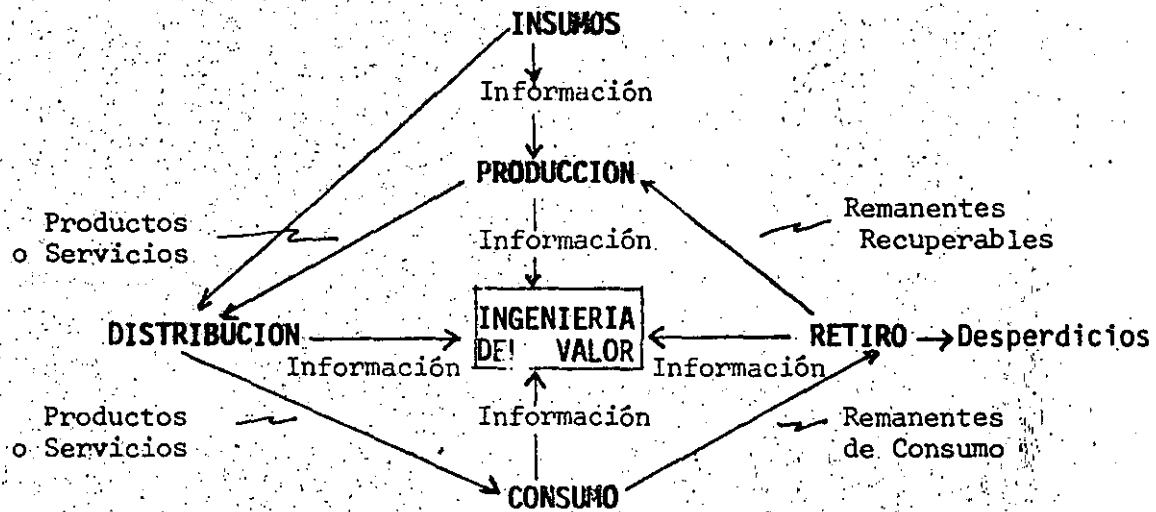 INSUMOS
Información
PRODUCCION
Productos
o Servicios
Información
Remanentes
Recuperables
DISTRIBUCION
Información
INGENIERIA
DE! VALOR
Información
RETIRO
Desperdicios
Productos
o Servicios
Información
Remanentes
de Consumo
CONSUMO